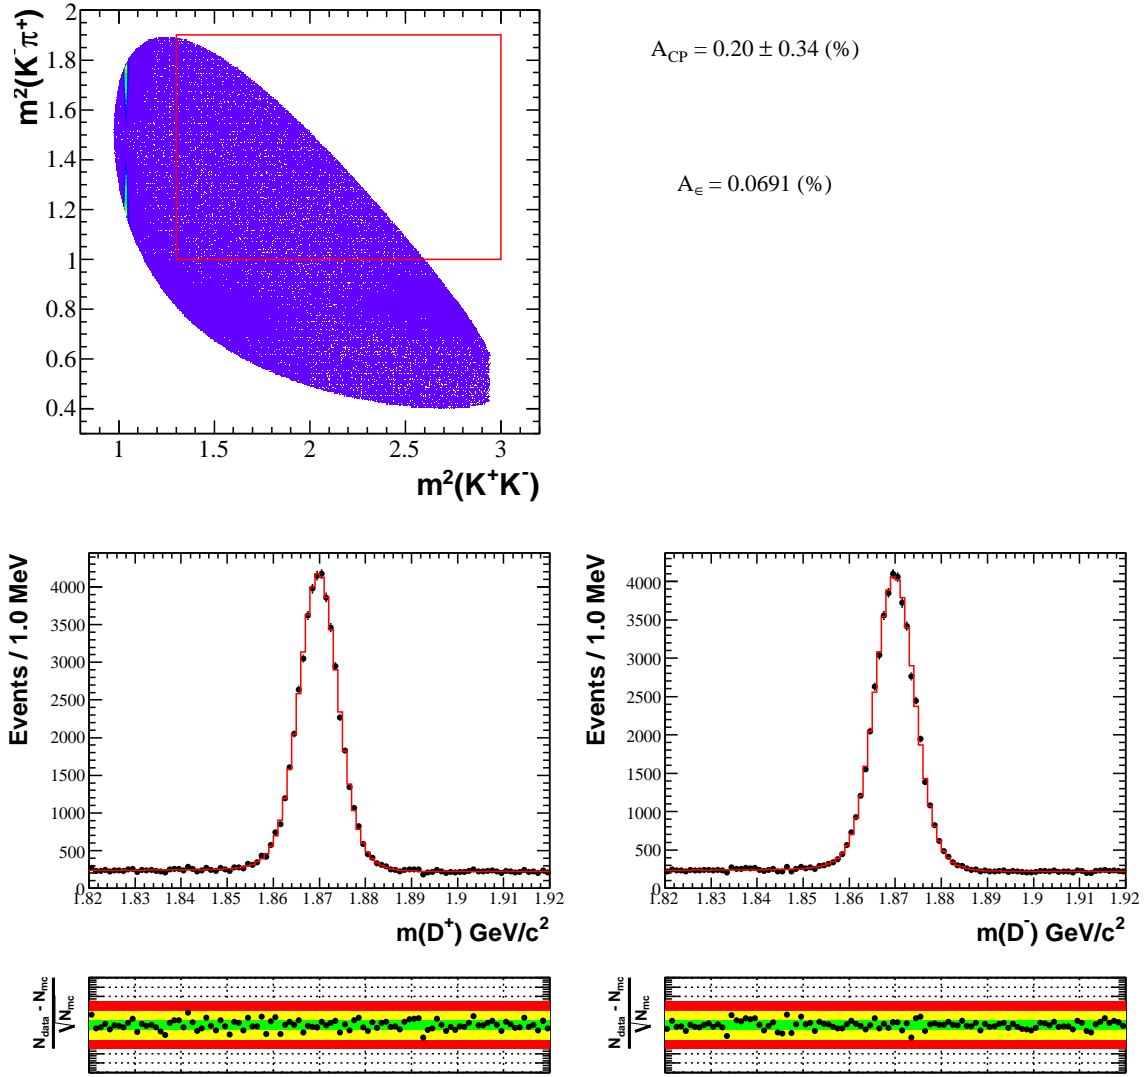 2
1.8
1.6
1.4
1.2
1
0.8
0.6
0.4
m²(K⁻π⁺)
1 1.5 2 2.5 3
m²(K⁺K⁻)
A_CP = 0.20 ± 0.34 (%)
A_∈ = 0.0691 (%)
Events / 1.0 MeV
4000
3500
3000
2500
2000
1500
1000
500
0
1.82 1.83 1.84 1.85 1.86 1.87 1.88 1.89 1.9 1.91 1.92
m(D⁺) GeV/c²
Events / 1.0 MeV
4000
3500
3000
2500
2000
1500
1000
500
0
1.82 1.83 1.84 1.85 1.86 1.87 1.88 1.89 1.9 1.91 1.92
m(D⁻) GeV/c²
N_data - N_mc
√N_mc
N_data - N_mc
√N_mc